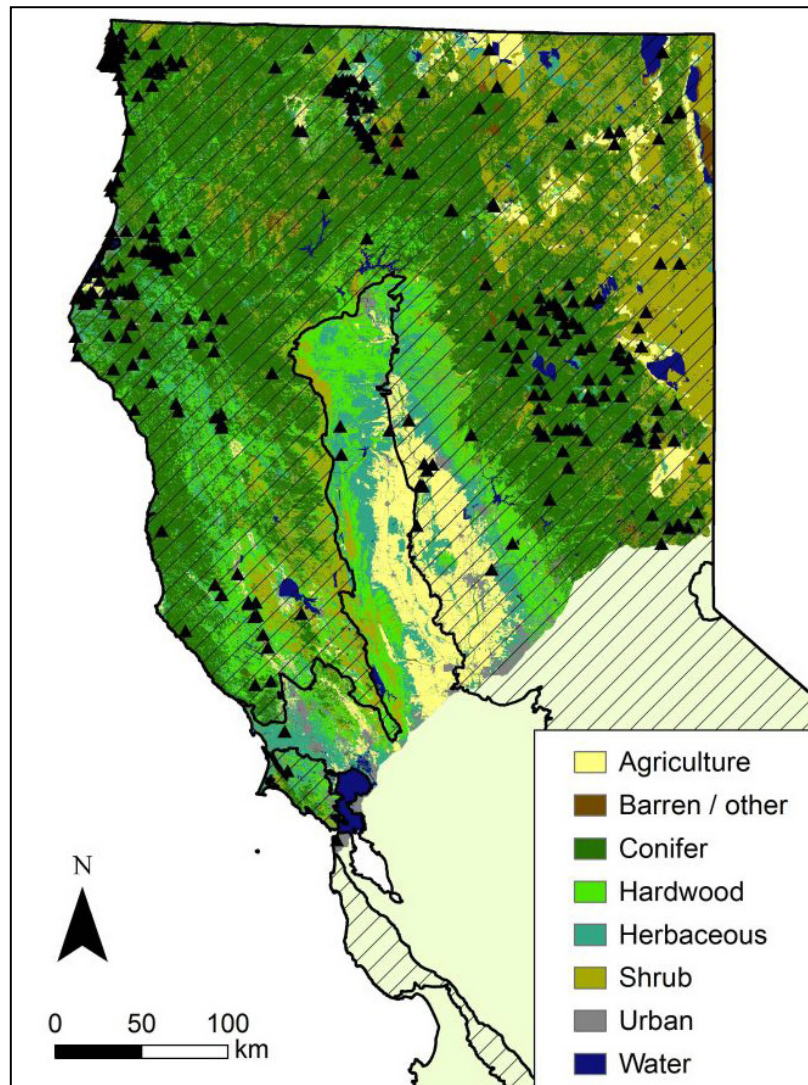 Agriculture
Barren / other
Conifer
Hardwood
Herbaceous
Shrub
Urban
Water
N
0 50 100
km